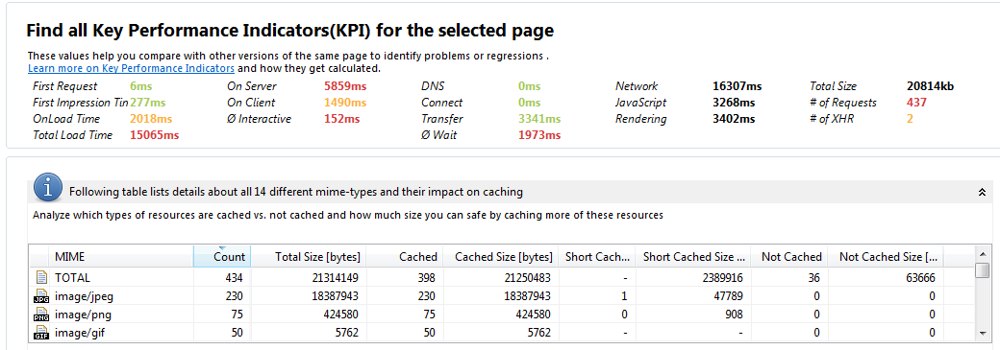 Find all Key Performance Indicators(KPI) for the selected page
These values help you compare with other versions of the same page to identify problems or regressions .
Learn more on Key Performance Indicators and how they get calculated.
First Request 6ms On Server 5859ms DNS 0ms Network 16307ms Total Size 20814kb
First Impression Tin 277ms On Client 1490ms Connect 0ms JavaScript 3268ms # of Requests 437
OnLoad Time 2018ms Ø Interactive 152ms Transfer 3341ms Rendering 3402ms # of XHR 2
Total Load Time 15065ms Ø Wait 1973ms
Following table lists details about all 14 different mime-types and their impact on caching
Analyze which types of resources are cached vs. not cached and how much size you can safe by caching more of these resources
MIME Count Total Size [bytes] Cached Cached Size [bytes] Short Cach... Short Cached Size ... Not Cached Not Cached Size [...
TOTAL 434 21314149 398 21250483 - 2389916 36 63666
JPG image/jpeg 230 18387943 230 18387943 1 47789 0 0
PNG image/png 75 424580 75 424580 0 908 0 0
GIF image/gif 50 5762 50 5762 - - 0 0